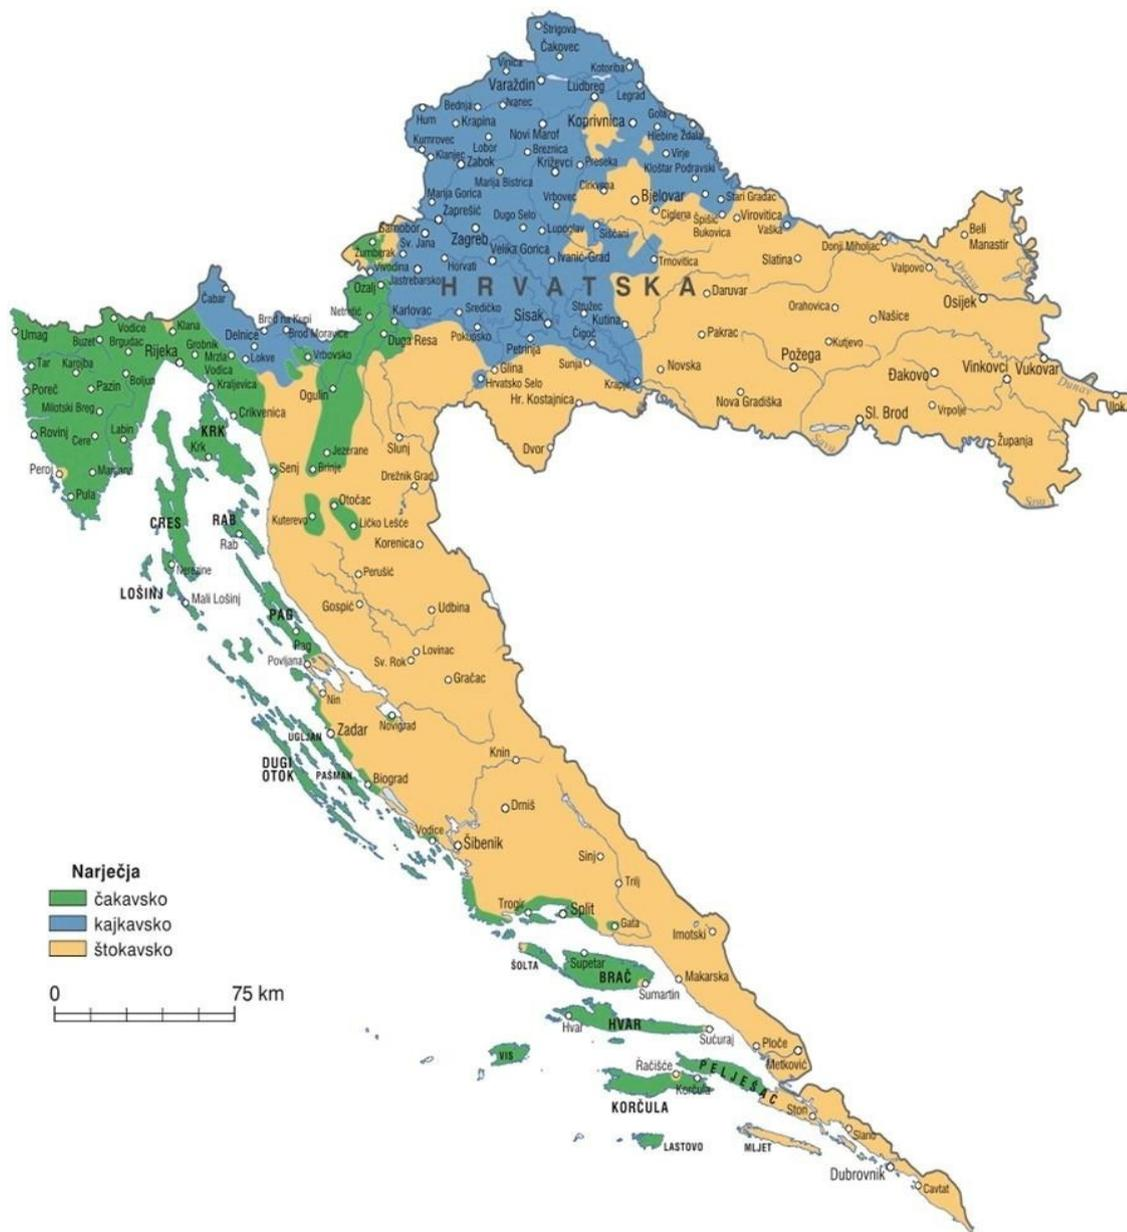 Štrigova
Čakovec
Kotoriba
Vinica
Varaždin
Ludbreg
Legrad
Bednja
Ivanec
Hum
Krapina
Novi Marof
Koprivnica
Gola
Hlebine
Ždala
Kumrovec
Lobor
Breznica
Virje
Klanjec
Zabok
Križevci
Preseka
Kloštar Podravski
Marija Bistrica
Cirkvena
Marija Gorica
Vrbovec
Bjelovar
Stari Gradac
Zaprešić
Dugo Selo
Ciglena
Špišić
Bukovica
Virovitica
Samobor
Lupoglav
Siščani
Vaška
Sv. Jana
Zagreb
Velika Gorica
Žumberak
Ivanić-Grad
Trnovitica
Donji Miholjac
Beli
Manastir
Vivodina
Horvati
Slatina
Valpovo
Drava
Jastrebarsko
HRVATSKA
Ozalj
Daruvar
Osijek
Čabar
Netretić
Karlovac
Sredičko
Sisak
Stružec
Kutina
Orahovica
Našice
Umag
Vodice
Klana
Delnice
Brod na Kupi
Brod Moravice
Duga Resa
Pokupsko
Petrinja
Čigoč
Pakrac
Kutjevo
Buzet
Brgudac
Rijeka
Grobnik
Mrzla
Vodica
Lokve
Vrbovsko
Sunja
Novska
Požega
Vinkovci
Vukovar
Tar
Karojba
Glina
Hrvatsko Selo
Krapje
Đakovo
Dunav
Poreč
Pazin
Boljun
Kraljevica
Ogulin
Hr. Kostajnica
Nova Gradiška
Vrpolje
Ilok
Milotski Breg
Crikvenica
Sl. Brod
Rovinj
Cere
Labin
KRK
Krk
Slunj
Dvor
Sava
Županja
Peroj
Marčana
Senj
Jezerane
Brinje
Drežnik Grad
Sava
Pula
CRES
RAB
Rab
Kuterevo
Otočac
Ličko Lešće
Korenica
Nerezine
Perušić
LOŠINJ
Mali Lošinj
PAG
Pag
Gospić
Udbina
Povljana
Lovinac
Sv. Rok
Gračac
Nin
Novigrad
UGLJAN
Zadar
DUGI
OTOK
PAŠMAN
Biograd
Knin
Drniš
Vodice
Šibenik
Sinj
Narječja
čakavsko
kajkavsko
štokavsko
Trilj
Trogir
Split
Gata
Imotski
ŠOLTA
Supetar
BRAČ
Sumartin
Makarska
0 75 km
Hvar
HVAR
Sućuraj
Ploče
Metković
VIS
Račišće
Korčula
PELJEŠAC
KORČULA
Ston
Slano
LASTOVO
MLJET
Dubrovnik
Cavtat